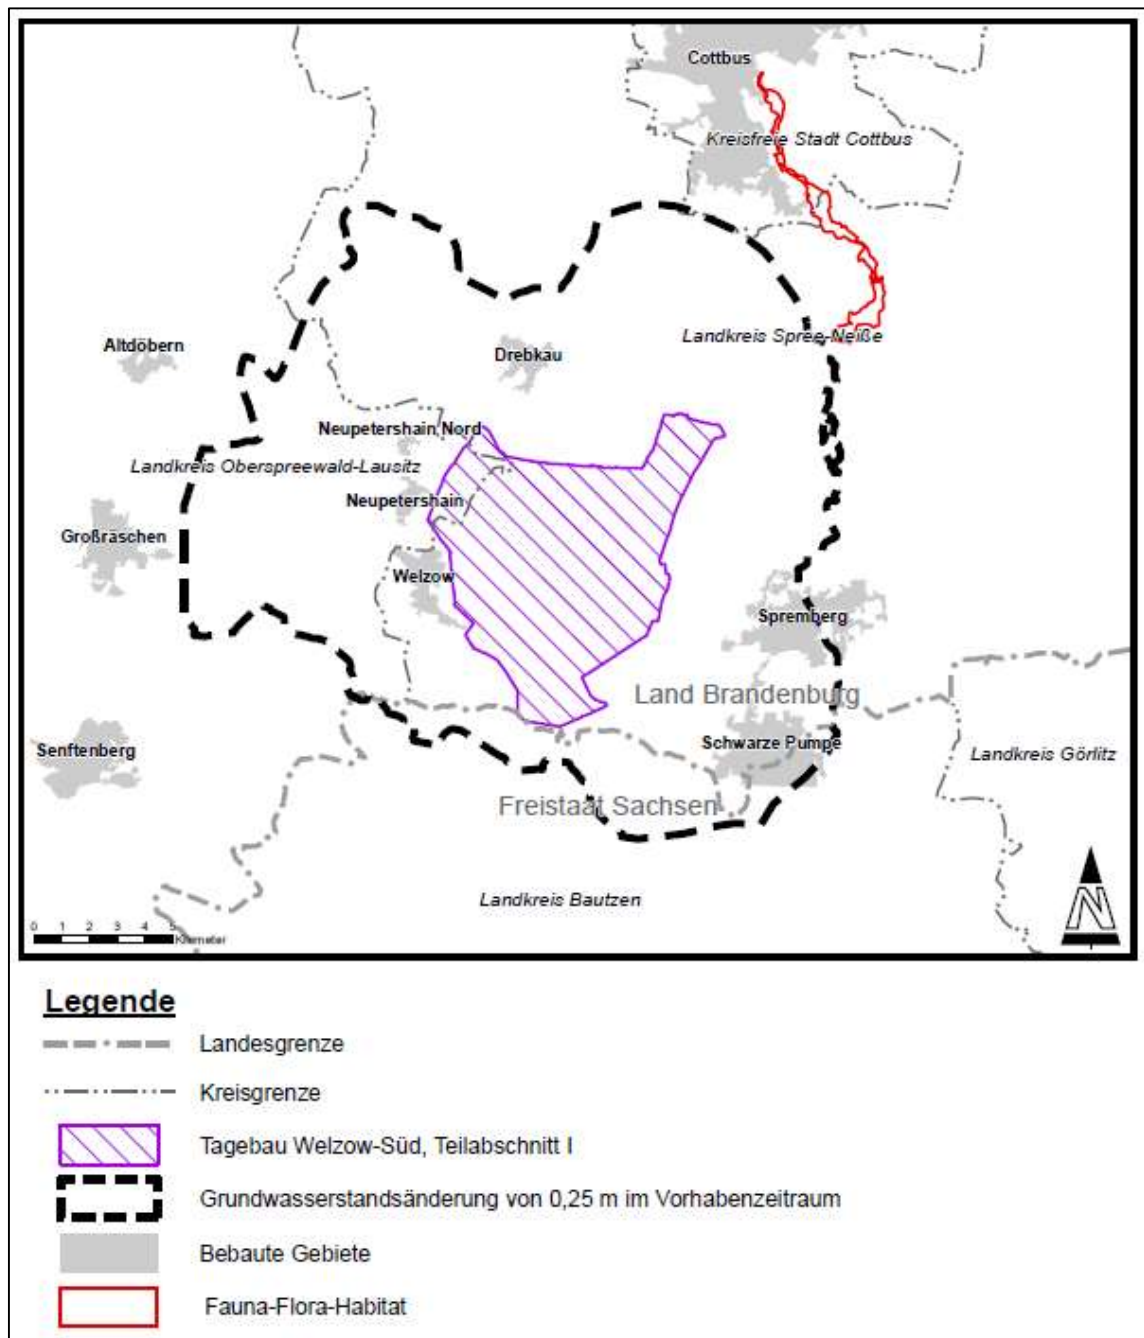 Cottbus
Kreisfreie Stadt Cottbus
Landkreis Spree-Neiße
Altdöbern
Drebkau
Neupetershain Nord
Landkreis Oberspreewald-Lausitz
Neupetershain
Großräschen
Welzow
Spremberg
Land Brandenburg
Senftenberg
Schwarze Pumpe
Landkreis Görlitz
Freistaat Sachsen
Landkreis Bautzen
N
0 1 2 3 4 5
Kilometer
Legende
Landesgrenze
Kreisgrenze
Tagebau Welzow-Süd, Teilabschnitt I
Grundwasserstandsänderung von 0,25 m im Vorhabenzeitraum
Bebaute Gebiete
Fauna-Flora-Habitat